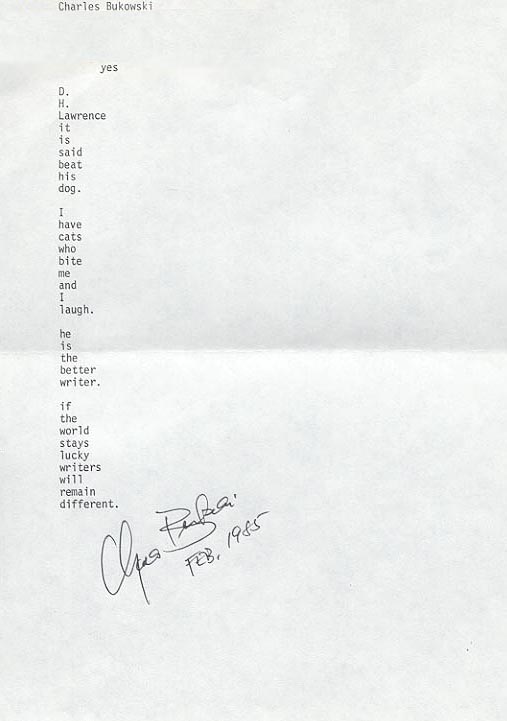 Charles Bukowski
yes
D.
H.
Lawrence
it
is
said
beat
his
dog.
I
have
cats
who
bite
me
and
I
laugh.
he
is
the
better
writer.
if
the
world
stays
lucky
writers
will
remain
different.
Charles Bukowski
FEB. 1985